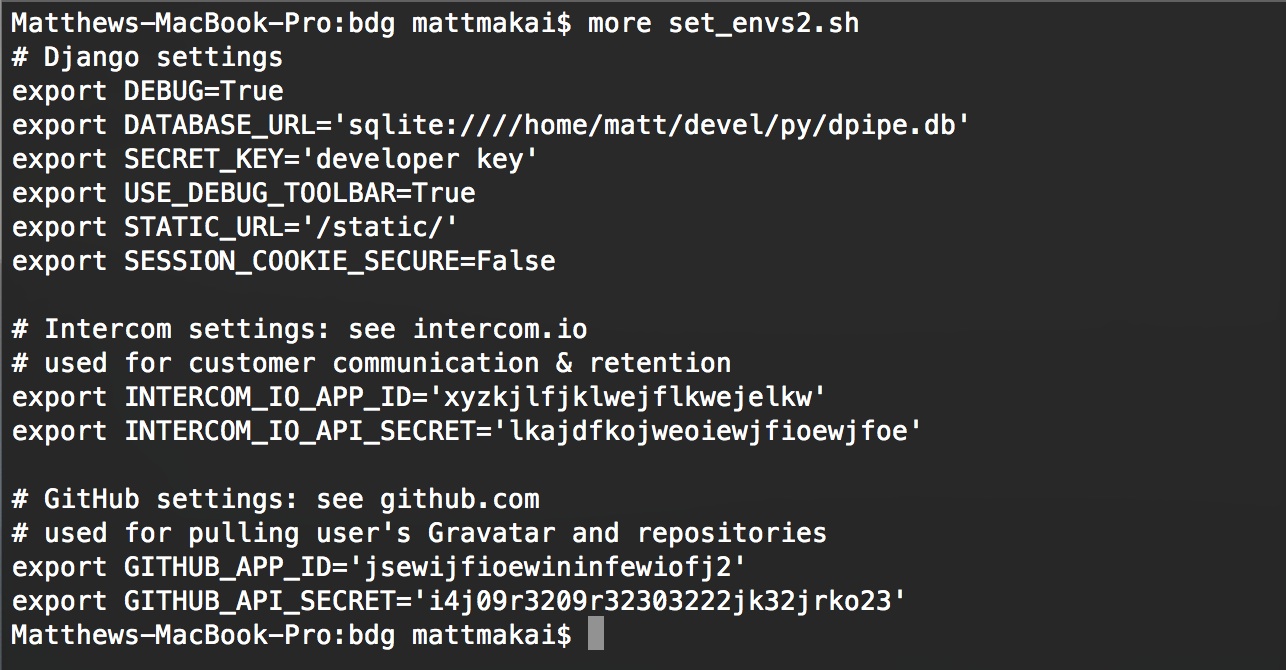 Matthews-MacBook-Pro:bdg mattmakai$ more set_envs2.sh
# Django settings
export DEBUG=True
export DATABASE_URL='sqlite:////home/matt/devel/py/dpipe.db'
export SECRET_KEY='developer key'
export USE_DEBUG_TOOLBAR=True
export STATIC_URL='/static/'
export SESSION_COOKIE_SECURE=False
# Intercom settings: see intercom.io
# used for customer communication & retention
export INTERCOM_IO_APP_ID='xyzkjlfjklwejflkwejelkw'
export INTERCOM_IO_API_SECRET='lkajdfkojweoiewjfioewjfoe'
# GitHub settings: see github.com
# used for pulling user's Gravatar and repositories
export GITHUB_APP_ID='jsewijfioewininfewiofj2'
export GITHUB_API_SECRET='i4j09r3209r32303222jk32jrko23'
Matthews-MacBook-Pro:bdg mattmakai$